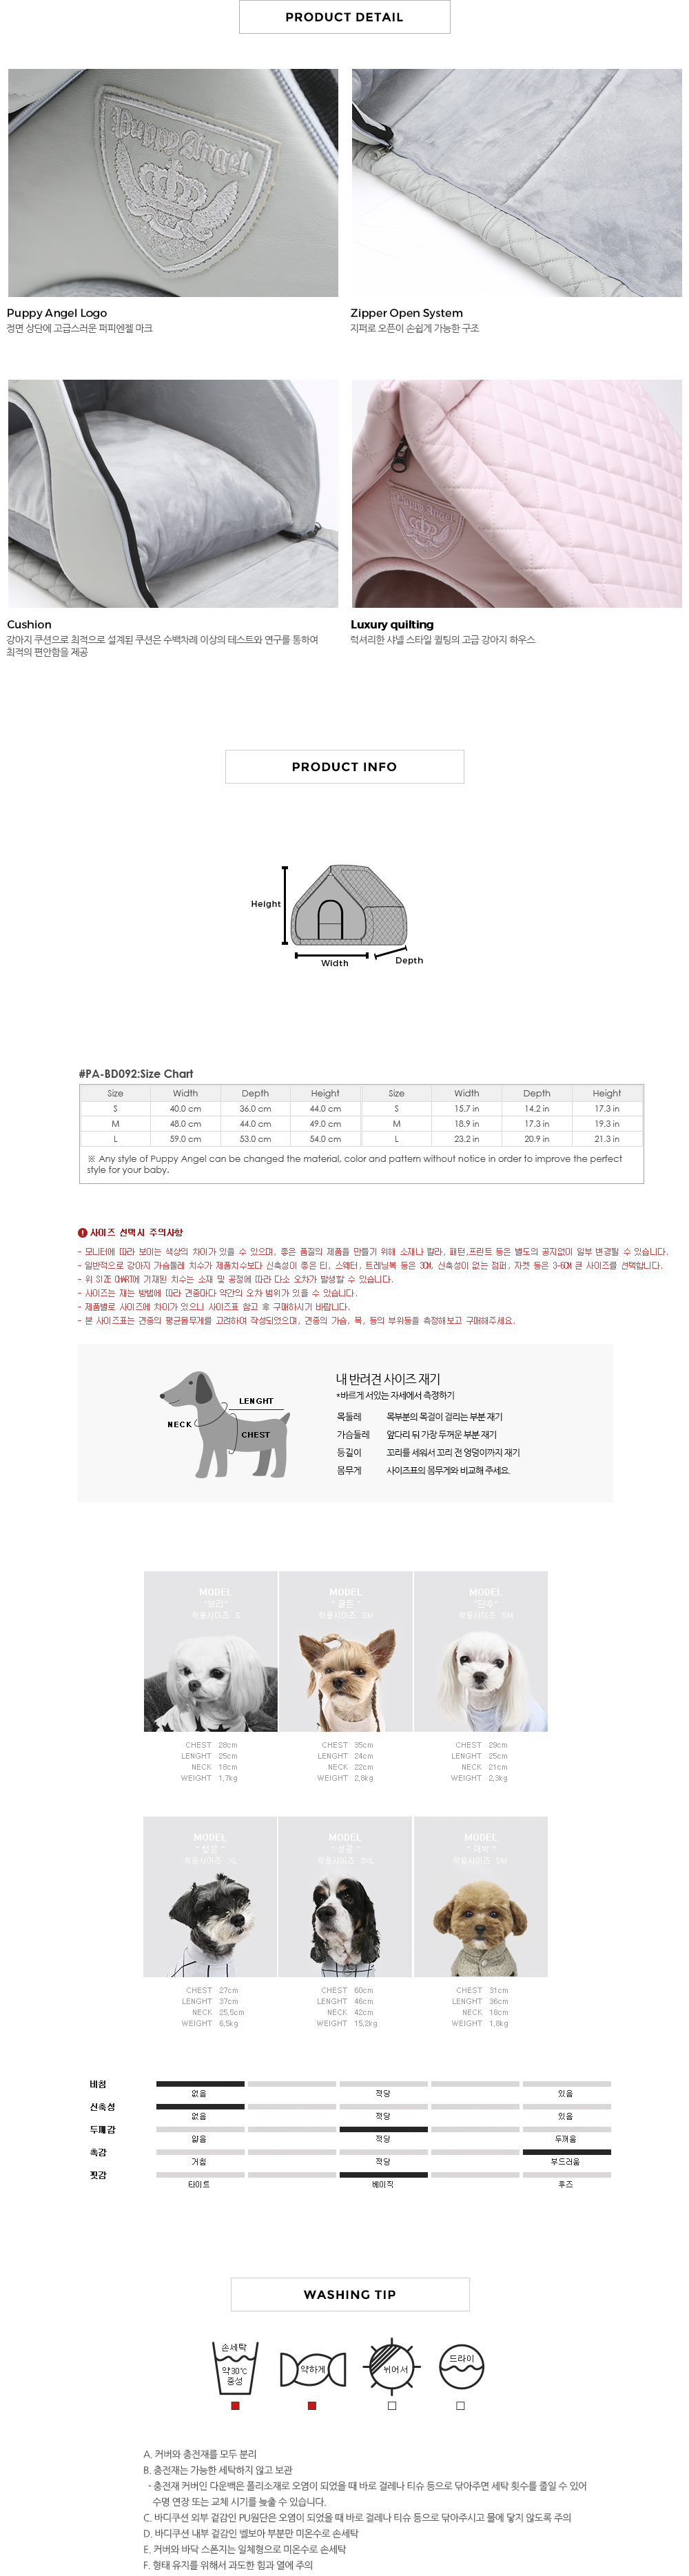 PRODUCT DETAIL
Puppy Angel
Puppy Angel Logo
정면 상단에 고급스러운 퍼피엔젤 마크
Zipper Open System
지퍼로 오픈이 손쉽게 가능한 구조
Puppy Angel
Cushion
강아지 쿠션으로 최적으로 설계된 쿠션은 수백차례 이상의 테스트와 연구를 통하여
최적의 편안함을 제공
Luxury quilting
럭셔리한 샤넬 스타일 퀼팅의 고급 강아지 하우스
PRODUCT INFO
Height
Width
Depth
#PA-BD092:Size Chart
Size Width Depth Height Size Width Depth Height
S 40.0 cm 36.0 cm 44.0 cm S 15.7 in 14.2 in 17.3 in
M 48.0 cm 44.0 cm 49.0 cm M 18.9 in 17.3 in 19.3 in
L 59.0 cm 53.0 cm 54.0 cm L 23.2 in 20.9 in 21.3 in
※ Any style of Puppy Angel can be changed the material, color and pattern without notice in order to improve the perfect
style for your baby.
! 사이즈 선택시 주의사항
- 모니터에 따라 보이는 색상의 차이가 있을 수 있으며, 좋은 품질의 제품을 만들기 위해 소재나 칼라, 패턴,프린트 등은 별도의 공지없이 일부 변경될 수 있습니다.
- 일반적으로 강아지 가슴둘레 치수가 제품치수보다 신축성이 좋은 티, 스웨터, 트레닝복 등은 3CM, 신축성이 없는 점퍼, 자켓 등은 3-6CM 큰 사이즈를 선택합니다.
- 위 SIZE CHART에 기재된 치수는 소재 및 공정에 따라 다소 오차가 발생할 수 있습니다.
- 사이즈는 재는 방법에 따라 견종마다 약간의 오차 범위가 있을 수 있습니다.
- 제품별로 사이즈에 차이가 있으니 사이즈표 참고 후 구매하시기 바랍니다.
- 본 사이즈표는 견종의 평균몸무게를 고려하여 작성되었으며, 견종의 가슴, 목, 등의 부위등을 측정해보고 구매해주세요.
LENGHT
NECK
CHEST
내 반려견 사이즈 재기
*바르게 서있는 자세에서 측정하기
목둘레 목부분의 목걸이 걸리는 부분 재기
가슴둘레 앞다리 뒤 가장 두꺼운 부분 재기
등길이 꼬리를 세워서 꼬리 전 엉덩이까지 재기
몸무게 사이즈표의 몸무게와 비교해 주세요.
MODEL MODEL MODEL
"보리" " 골든 " "단추"
착용사이즈 S 착용사이즈 SM 착용사이즈 SM
CHEST 28cm CHEST 35cm CHEST 29cm
LENGHT 25cm LENGHT 24cm LENGHT 25cm
NECK 18cm NECK 22cm NECK 21cm
WEIGHT 1,7kg WEIGHT 2,8kg WEIGHT 2,3kg
MODEL MODEL MODEL
착용사이즈 XL 착용사이즈 3XL 착용사이즈 SM
CHEST 27cm CHEST 60cm CHEST 31cm
LENGHT 37cm LENGHT 46cm LENGHT 36cm
NECK 25,5cm NECK 42cm NECK 18cm
WEIGHT 6,5kg WEIGHT 15,2kg WEIGHT 1,8kg
비침
없음 적당 있음
신축성
없음 적당 있음
두께감
얇음 적당 두꺼움
촉감
거침 적당 부드러움
핏감
타이트 베이직 루즈
WASHING TIP
손세탁
약30℃
중성
약하게
뉘어서
드라이
A. 커버와 충전재를 모두 분리
B. 충전재는 가능한 세탁하지 않고 보관
- 충전재 커버인 다운백은 폴리소재로 오염이 되었을 때 바로 걸레나 티슈 등으로 닦아주면 세탁 횟수를 줄일 수 있어
수명 연장 또는 교체 시기를 늦출 수 있습니다.
C. 바디쿠션 외부 겉감인 PU원단은 오염이 되었을 때 바로 걸레나 티슈 등으로 닦아주시고 물에 닿지 않도록 주의
D. 바디쿠션 내부 겉감인 벨보아 부분만 미온수로 손세탁
E. 커버와 바닥 스폰지는 일체형으로 미온수로 손세탁
F. 형태 유지를 위해서 과도한 힘과 열에 주의